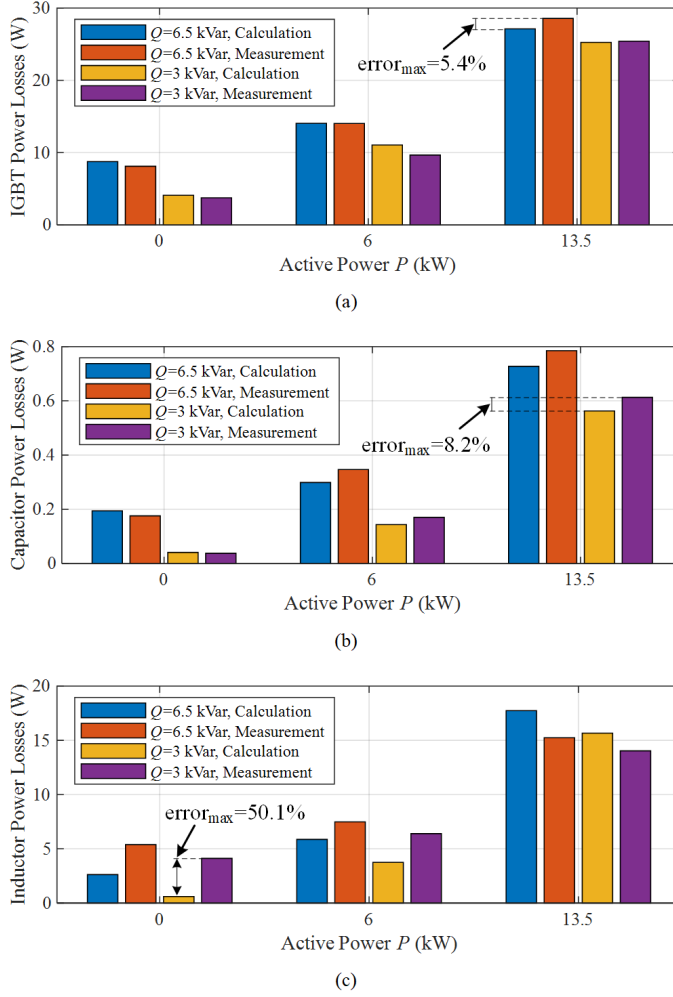 IGBT Power Losses (W)
30
20
10
0
Q=6.5 kVar, Calculation
Q=6.5 kVar, Measurement
Q=3 kVar, Calculation
Q=3 kVar, Measurement
error_max=5.4%
0 6 13.5
Active Power P (kW)
(a)
Capacitor Power Losses (W)
0.8
0.6
0.4
0.2
0
Q=6.5 kVar, Calculation
Q=6.5 kVar, Measurement
Q=3 kVar, Calculation
Q=3 kVar, Measurement
error_max=8.2%
0 6 13.5
Active Power P (kW)
(b)
Inductor Power Losses (W)
20
15
10
5
0
Q=6.5 kVar, Calculation
Q=6.5 kVar, Measurement
Q=3 kVar, Calculation
Q=3 kVar, Measurement
error_max=50.1%
0 6 13.5
Active Power P (kW)
(c)